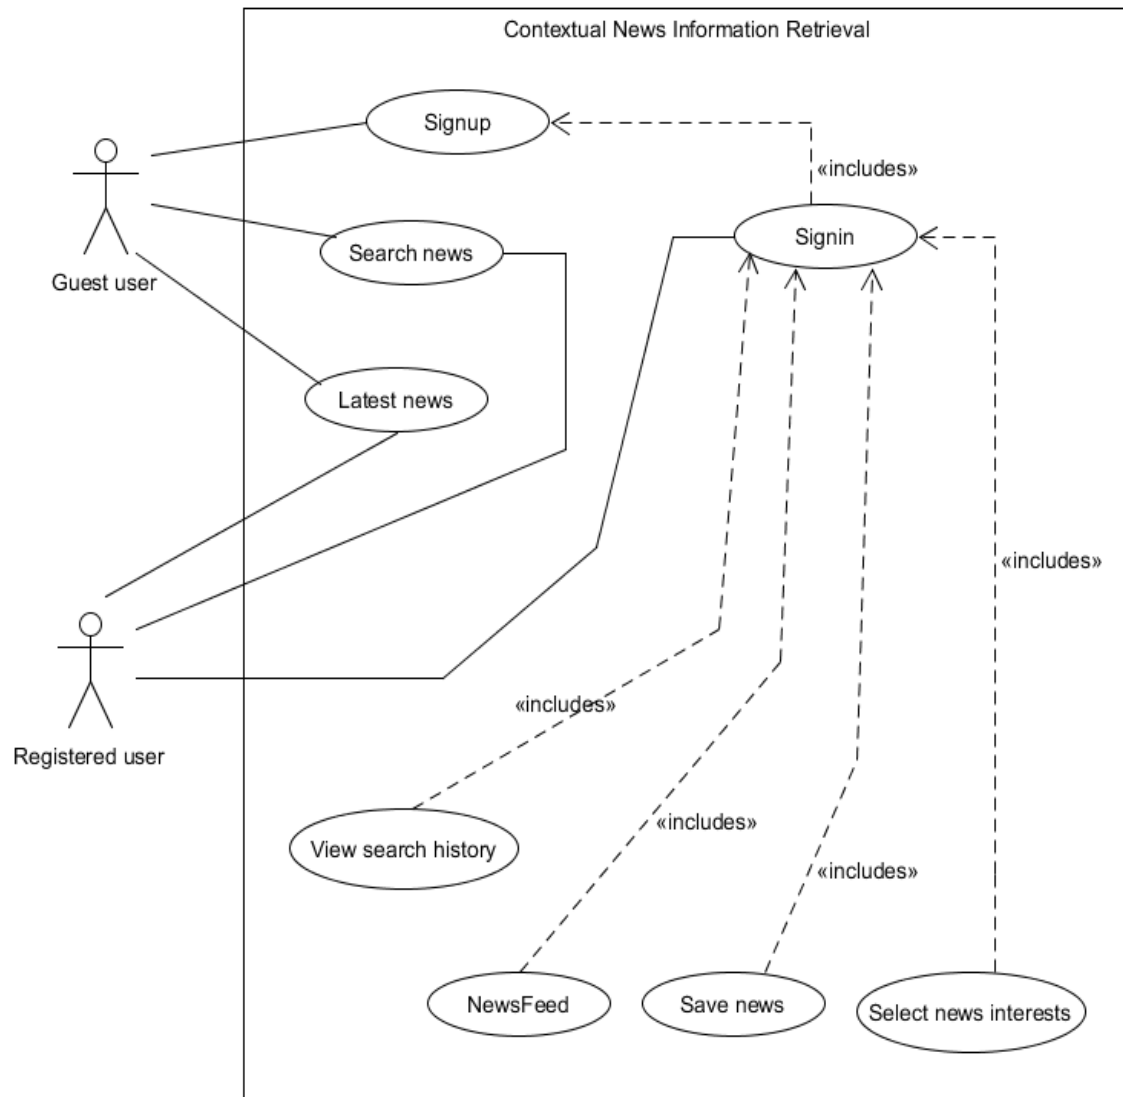 Contextual News Information Retrieval
Signup
«includes»
Signin
Search news
Guest user
Latest news
«includes»
Registered user
«includes»
«includes»
«includes»
View search history
NewsFeed
Save news
Select news interests